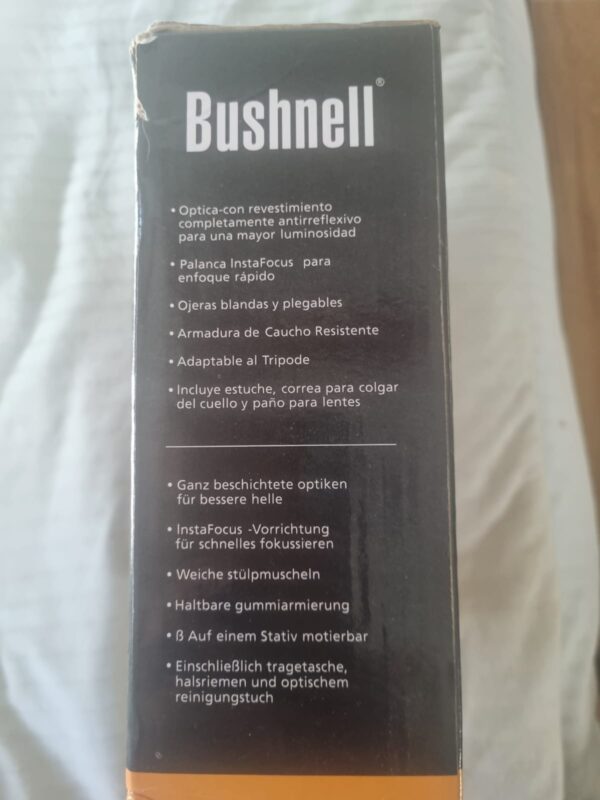 Bushnell®
• Optica-con revestimiento
completamente antirreflexivo
para una mayor luminosidad
• Palanca InstaFocus para
enfoque rápido
• Ojeras blandas y plegables
• Armadura de Caucho Resistente
• Adaptable al Tripode
• Incluye estuche, correa para colgar
del cuello y paño para lentes
• Ganz beschichtete optiken
für bessere helle
• InstaFocus -Vorrichtung
für schnelles fokussieren
• Weiche stülpmuscheln
• Haltbare gummiarmierung
• ß Auf einem Stativ motierbar
• Einschließlich tragetasche,
halsriemen und optischem
reinigungstuch